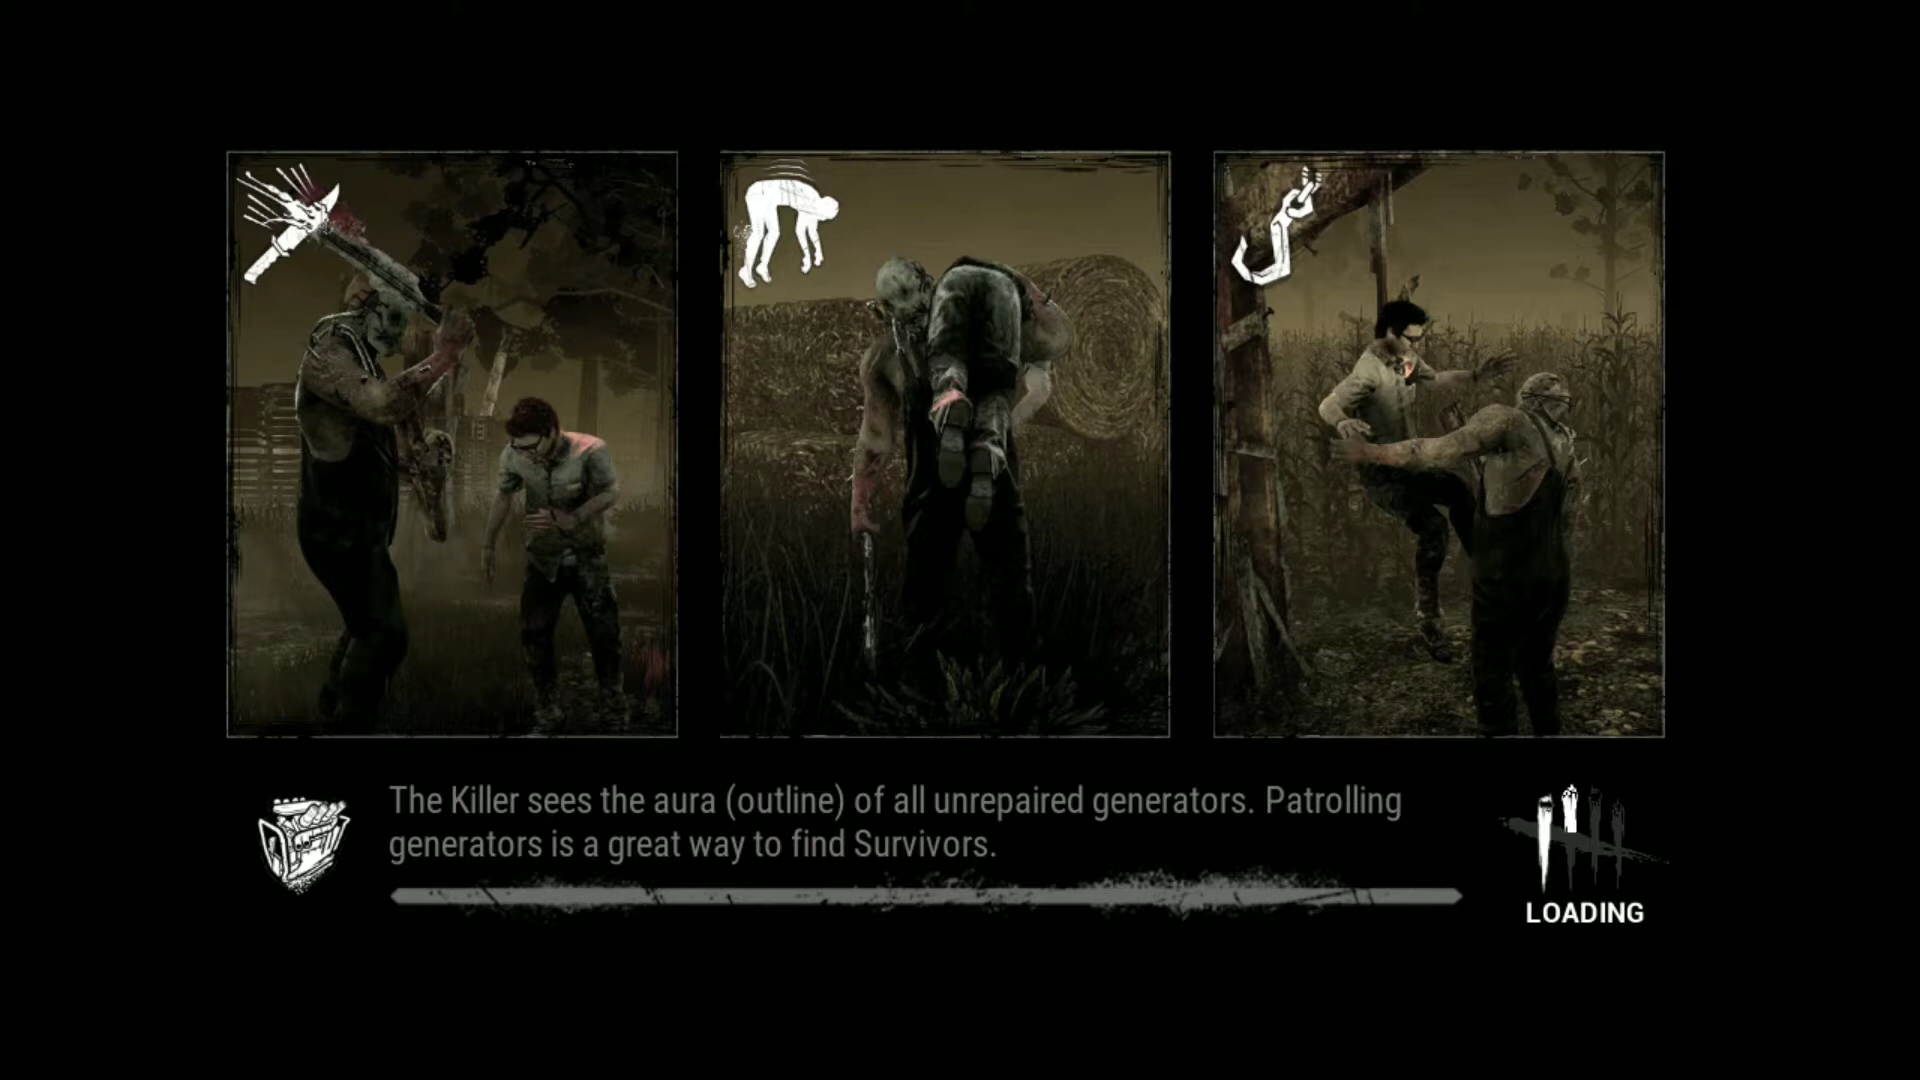 The Killer sees the aura (outline) of all unrepaired generators. Patrolling
generators is a great way to find Survivors.
LOADING